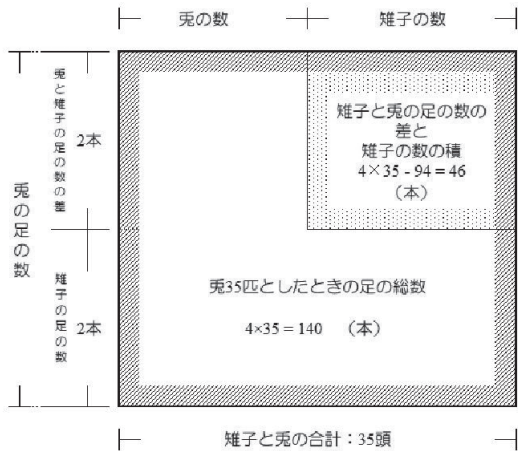 兎の数
雉子の数
兎の足の数
兎と雉子の足の数の差
2本
雉子の足の数
2本
雉子と兎の足の数の
差と
雉子の数の積
4×35 - 94 = 46
（本）
兎35匹としたときの足の総数
4×35 = 140 （本）
雉子と兎の合計：35頭